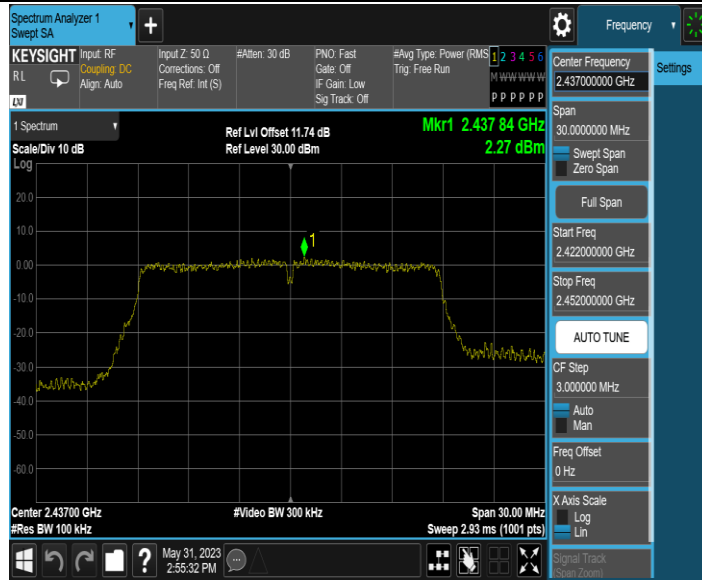 Spectrum Analyzer 1
Swept SA
Frequency
KEYSIGHT
RL
LXI
Input: RF
Coupling: DC
Align: Auto
Input Z: 50 Ω
Corrections: Off
Freq Ref: Int (S)
#Atten: 30 dB
PNO: Fast
Gate: Off
IF Gain: Low
Sig Track: Off
#Avg Type: Power (RMS
Trig: Free Run
1 2 3 4 5 6
M W W W W W
P P P P P P
Center Frequency
2.437000000 GHz
Settings
Span
30.0000000 MHz
Swept Span
Zero Span
Full Span
Start Freq
2.422000000 GHz
Stop Freq
2.452000000 GHz
AUTO TUNE
CF Step
3.000000 MHz
Auto
Man
Freq Offset
0 Hz
X Axis Scale
Log
Lin
Signal Track
(Span Zoom)
1 Spectrum
Scale/Div 10 dB
Log
Ref Lvl Offset 11.74 dB
Ref Level 30.00 dBm
Mkr1 2.437 84 GHz
2.27 dBm
20.0
10.0
0.00
-10.0
-20.0
-30.0
-40.0
-50.0
-60.0
1
Center 2.43700 GHz
#Res BW 100 kHz
#Video BW 300 kHz
Span 30.00 MHz
Sweep 2.93 ms (1001 pts)
May 31, 2023
2:55:32 PM